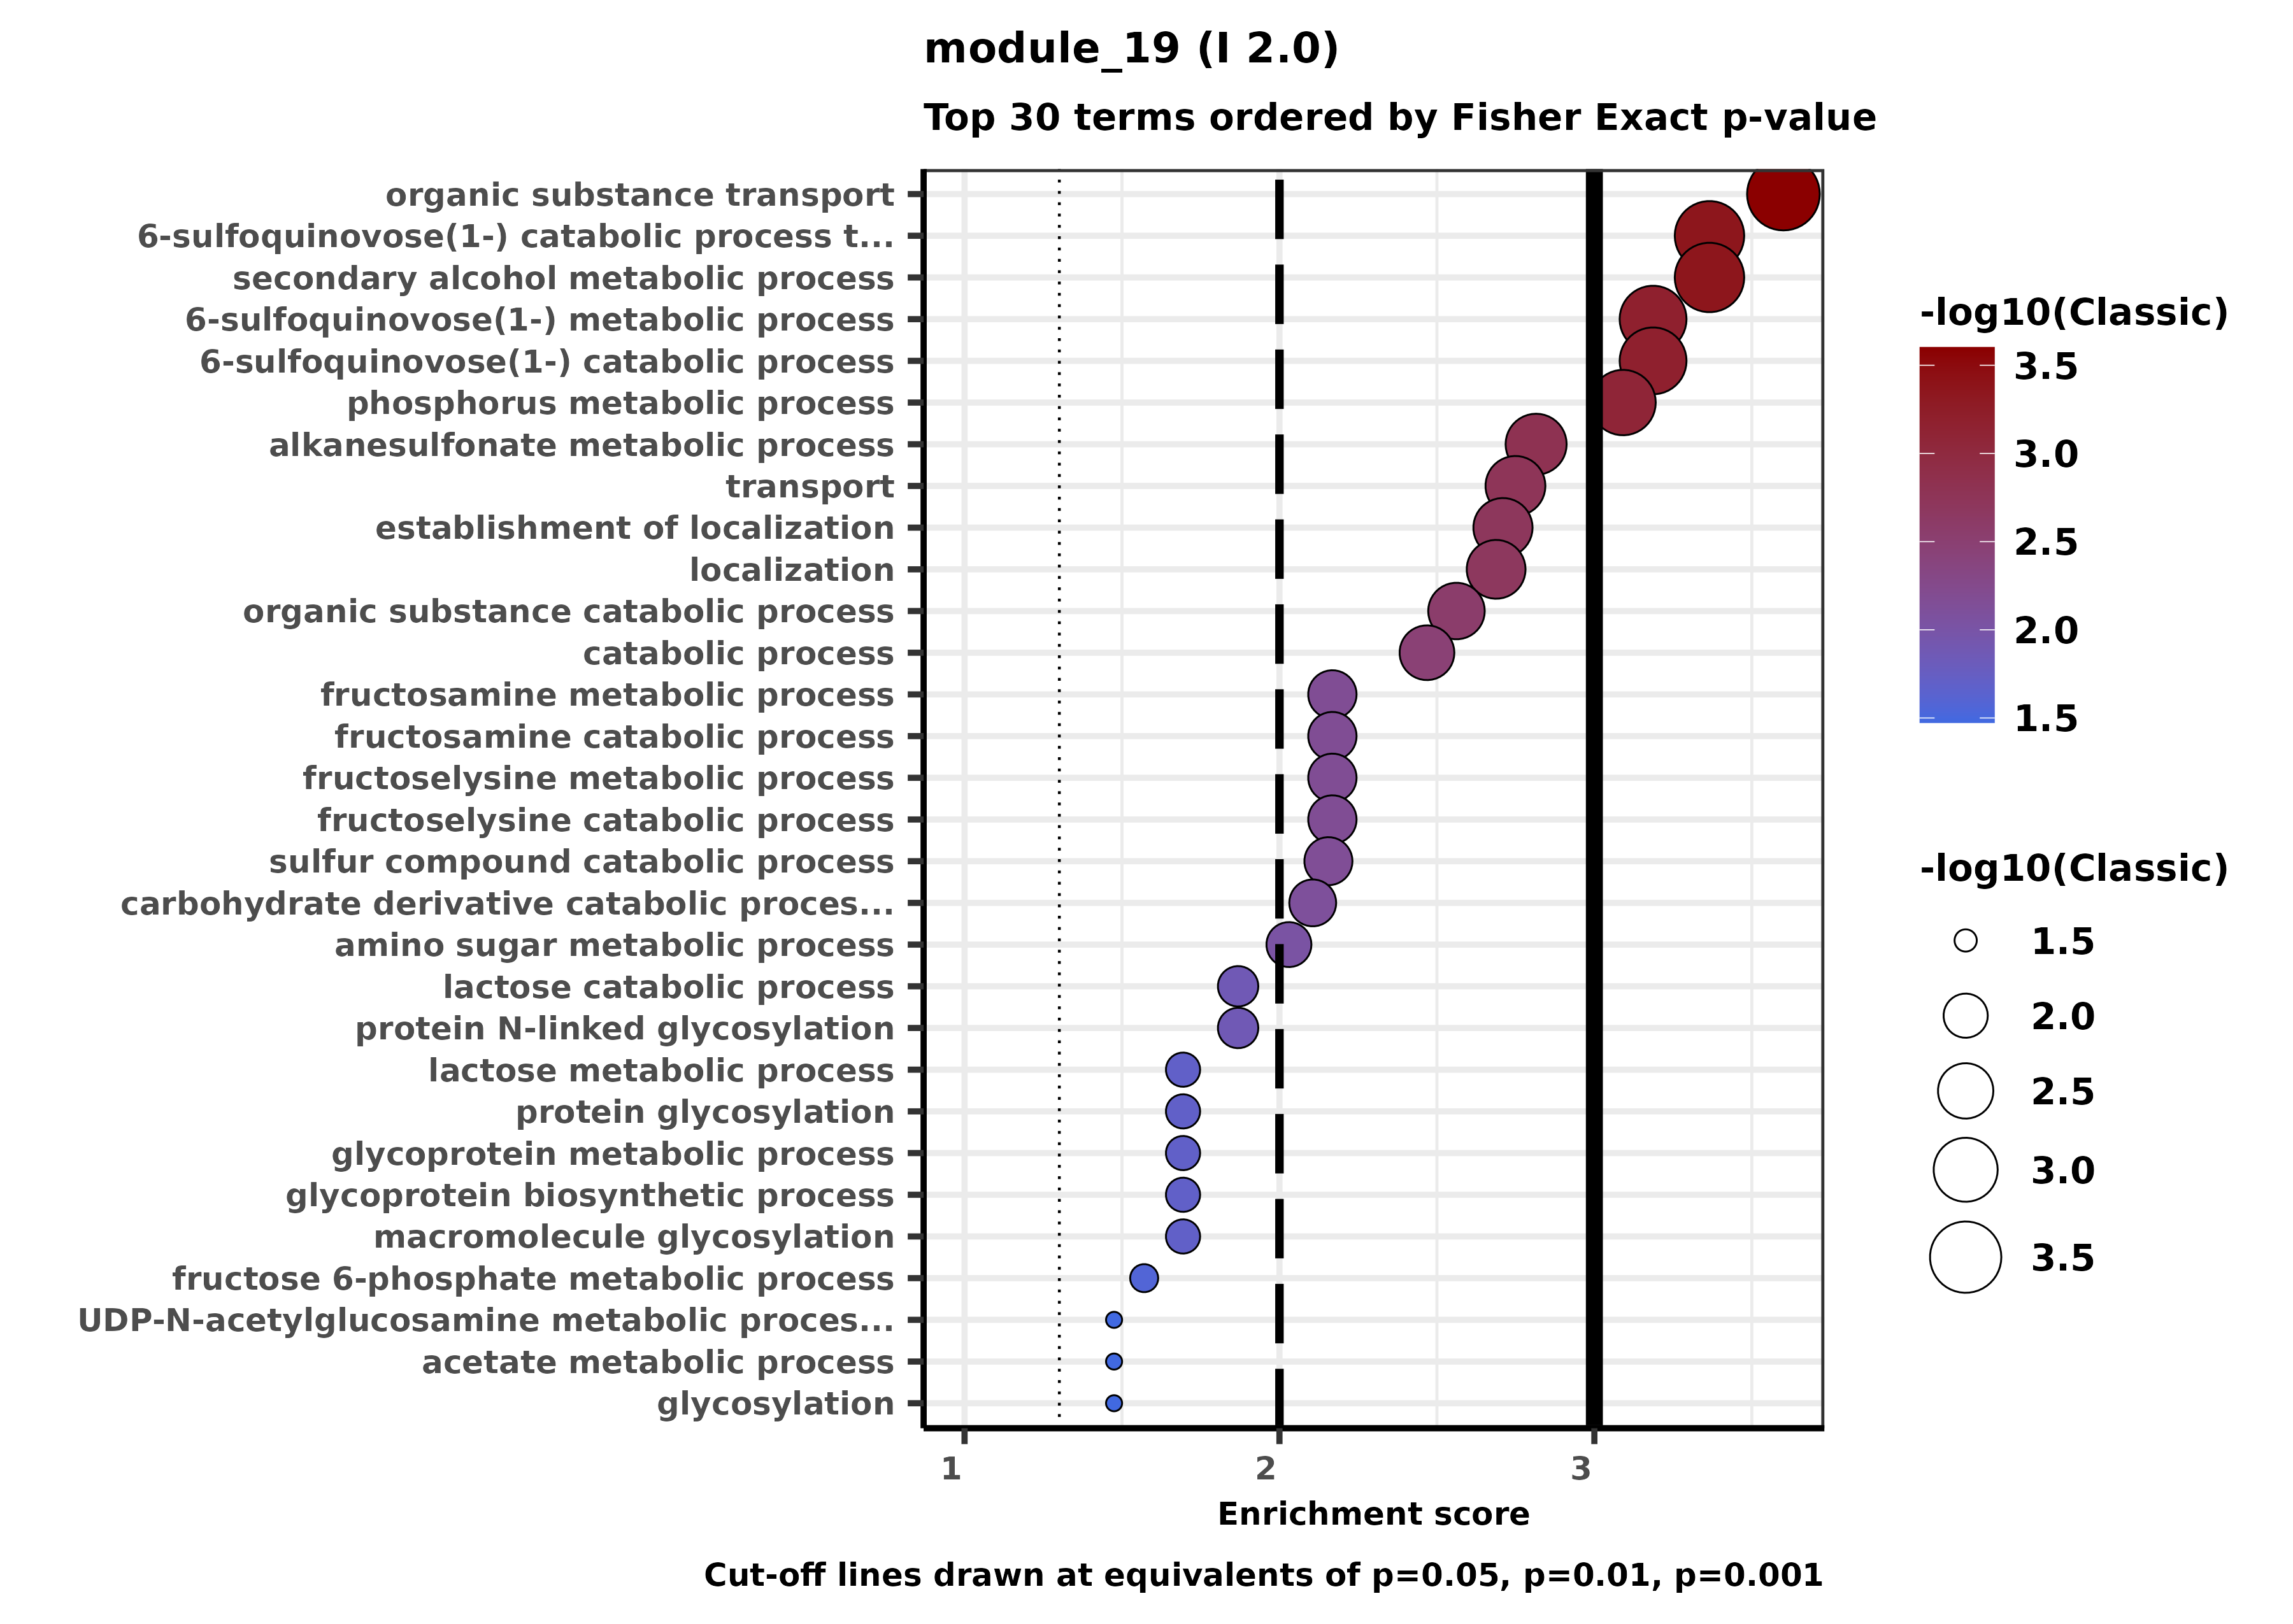 module_19 (I 2.0)
Top 30 terms ordered by Fisher Exact p-value
organic substance transport
6-sulfoquinovose(1-) catabolic process t...
secondary alcohol metabolic process
6-sulfoquinovose(1-) metabolic process
6-sulfoquinovose(1-) catabolic process
phosphorus metabolic process
alkanesulfonate metabolic process
transport
establishment of localization
localization
organic substance catabolic process
catabolic process
fructosamine metabolic process
fructosamine catabolic process
fructoselysine metabolic process
fructoselysine catabolic process
sulfur compound catabolic process
carbohydrate derivative catabolic proces...
amino sugar metabolic process
lactose catabolic process
protein N-linked glycosylation
lactose metabolic process
protein glycosylation
glycoprotein metabolic process
glycoprotein biosynthetic process
macromolecule glycosylation
fructose 6-phosphate metabolic process
UDP-N-acetylglucosamine metabolic proces...
acetate metabolic process
glycosylation
1 2 3
Enrichment score
Cut-off lines drawn at equivalents of p=0.05, p=0.01, p=0.001
-log10(Classic)
3.5
3.0
2.5
2.0
1.5
-log10(Classic)
1.5
2.0
2.5
3.0
3.5